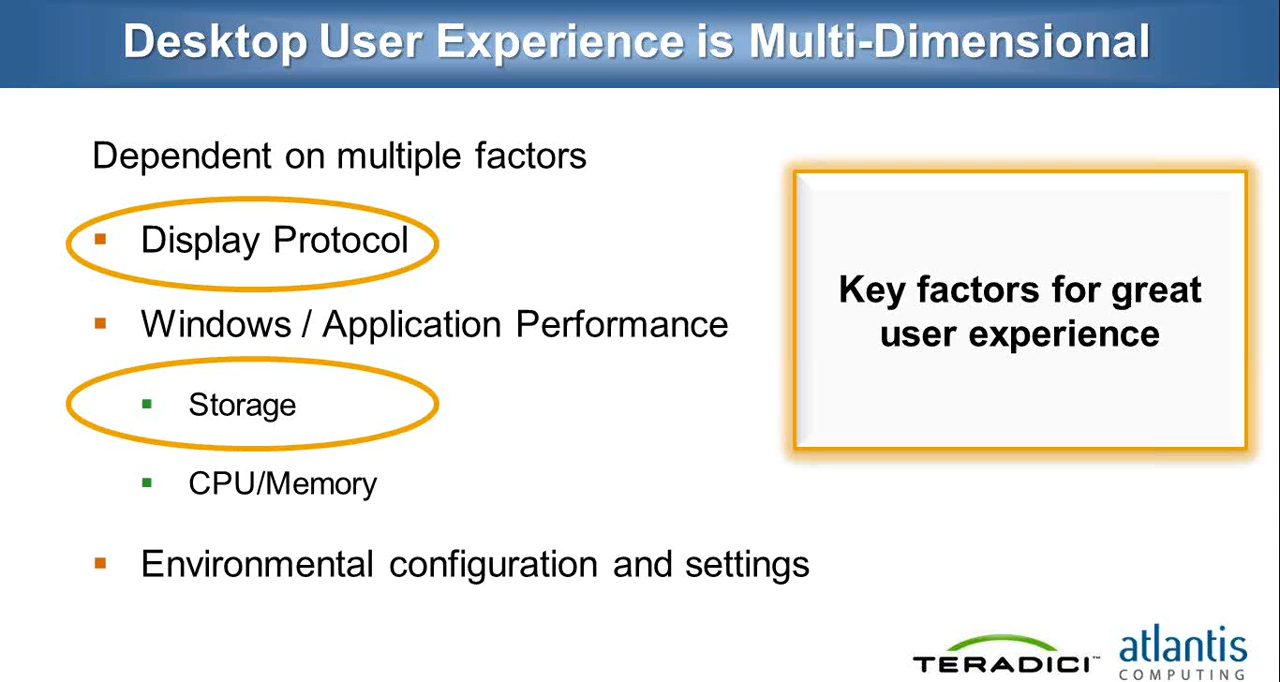 Desktop User Experience is Multi-Dimensional
Dependent on multiple factors
Display Protocol
Windows / Application Performance
Storage
CPU/Memory
Environmental configuration and settings
Key factors for great
user experience
TERADICI™
atlantis
COMPUTING